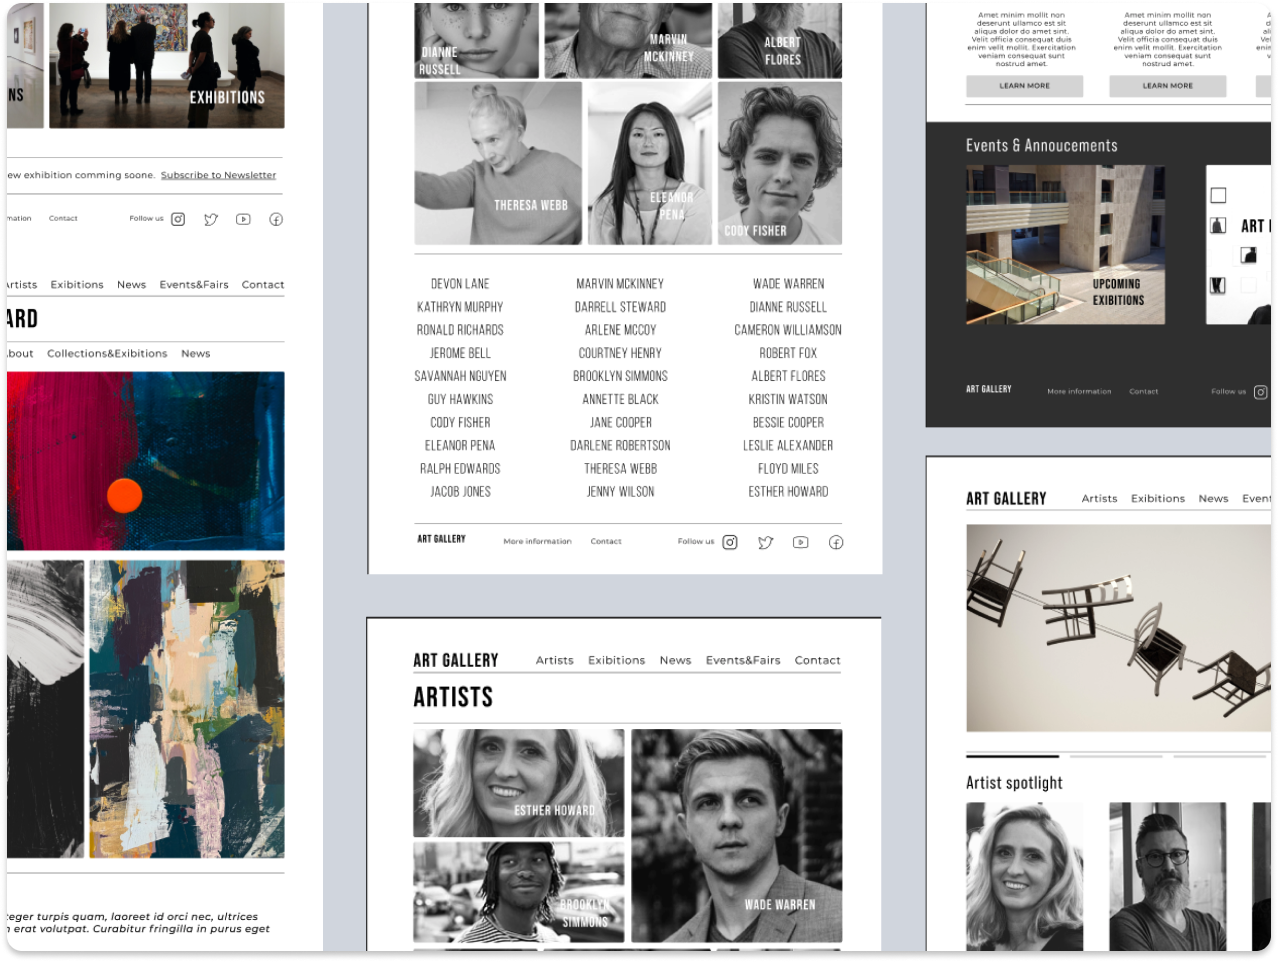 NS
EXHIBITIONS
ew exhibition comming soone. Subscribe to Newsletter
mation Contact Follow us
Artists Exibitions News Events&Fairs Contact
ARD
About Collections&Exibitions News
teger turpis quam, laoreet id orci nec, ultrices
n erat volutpat. Curabitur fringilla in purus eget
DIANNE
RUSSELL
MARVIN
MCKINNEY
ALBERT
FLORES
THERESA WEBB
ELEANOR
PENA
CODY FISHER
DEVON LANE MARVIN MCKINNEY WADE WARREN
KATHRYN MURPHY DARRELL STEWARD DIANNE RUSSELL
RONALD RICHARDS ARLENE MCCOY CAMERON WILLIAMSON
JEROME BELL COURTNEY HENRY ROBERT FOX
SAVANNAH NGUYEN BROOKLYN SIMMONS ALBERT FLORES
GUY HAWKINS ANNETTE BLACK KRISTIN WATSON
CODY FISHER JANE COOPER BESSIE COOPER
ELEANOR PENA DARLENE ROBERTSON LESLIE ALEXANDER
RALPH EDWARDS THERESA WEBB FLOYD MILES
JACOB JONES JENNY WILSON ESTHER HOWARD
ART GALLERY More information Contact Follow us
ART GALLERY Artists Exibitions News Events&Fairs Contact
ARTISTS
ESTHER HOWARD
BROOKLYN
SIMMONS
WADE WARREN
Amet minim mollit non Amet minim mollit non
deserunt ullamco est sit deserunt ullamco est sit
aliqua dolor do amet sint. aliqua dolor do amet sint.
Velit officia consequat duis Velit officia consequat duis
enim velit mollit. Exercitation enim velit mollit. Exercitation
veniam consequat sunt veniam consequat sunt
nostrud amet. nostrud amet.
LEARN MORE LEARN MORE
Events & Annoucements
UPCOMING
EXIBITIONS
ART
ART GALLERY More information Contact Follow us
ART GALLERY Artists Exibitions News Event
Artist spotlight